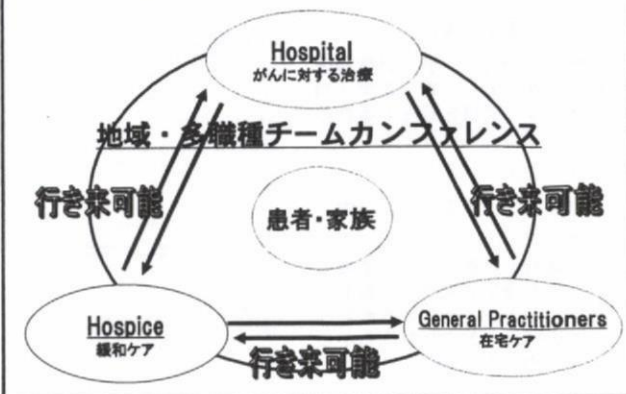 Hospital
がんに対する治療
地域・多職種チームカンファレンス
行き来可能
行き来可能
患者・家族
Hospice
緩和ケア
General Practitioners
在宅ケア
行き来可能